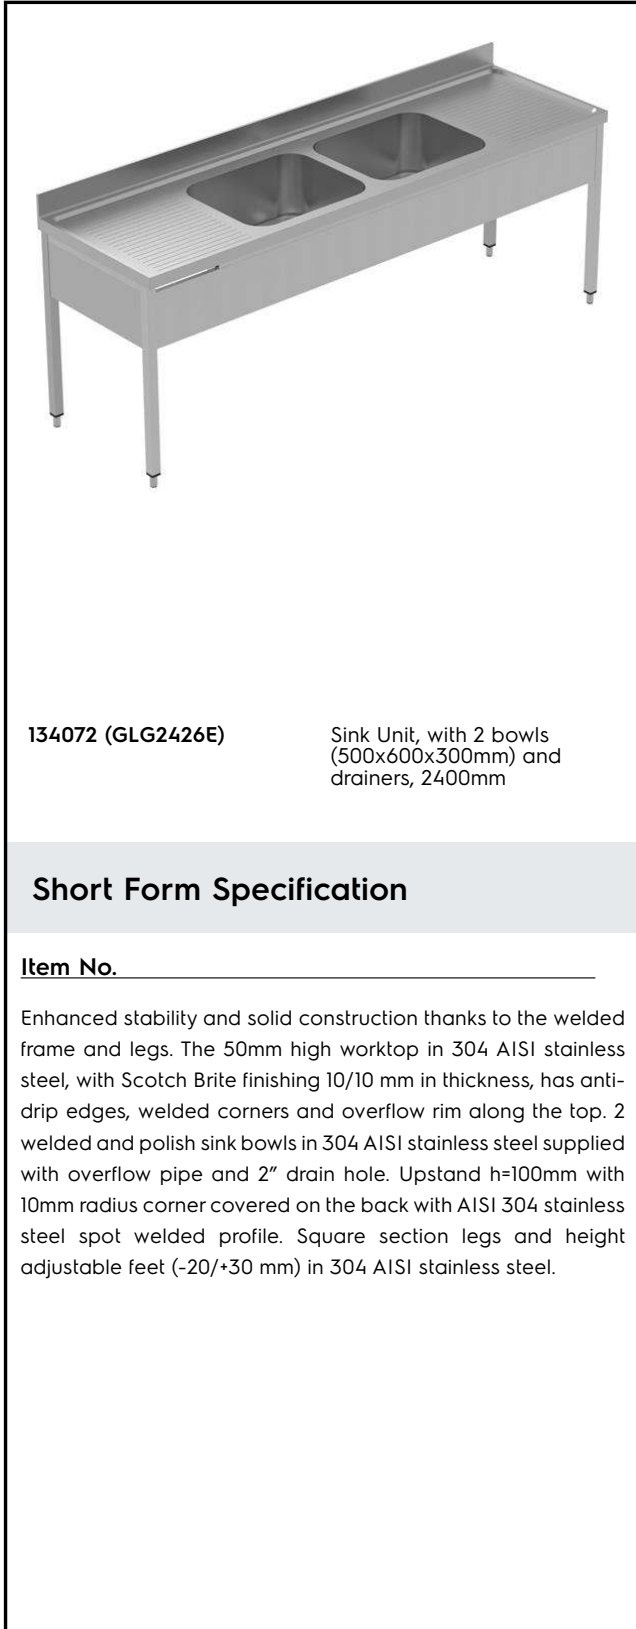 134072 (GLG2426E)
Sink Unit, with 2 bowls
(500x600x300mm) and
drainers, 2400mm
Short Form Specification
Item No.
Enhanced stability and solid construction thanks to the welded
frame and legs. The 50mm high worktop in 304 AISI stainless
steel, with Scotch Brite finishing 10/10 mm in thickness, has anti-
drip edges, welded corners and overflow rim along the top. 2
welded and polish sink bowls in 304 AISI stainless steel supplied
with overflow pipe and 2” drain hole. Upstand h=100mm with
10mm radius corner covered on the back with AISI 304 stainless
steel spot welded profile. Square section legs and height
adjustable feet (-20/+30 mm) in 304 AISI stainless steel.